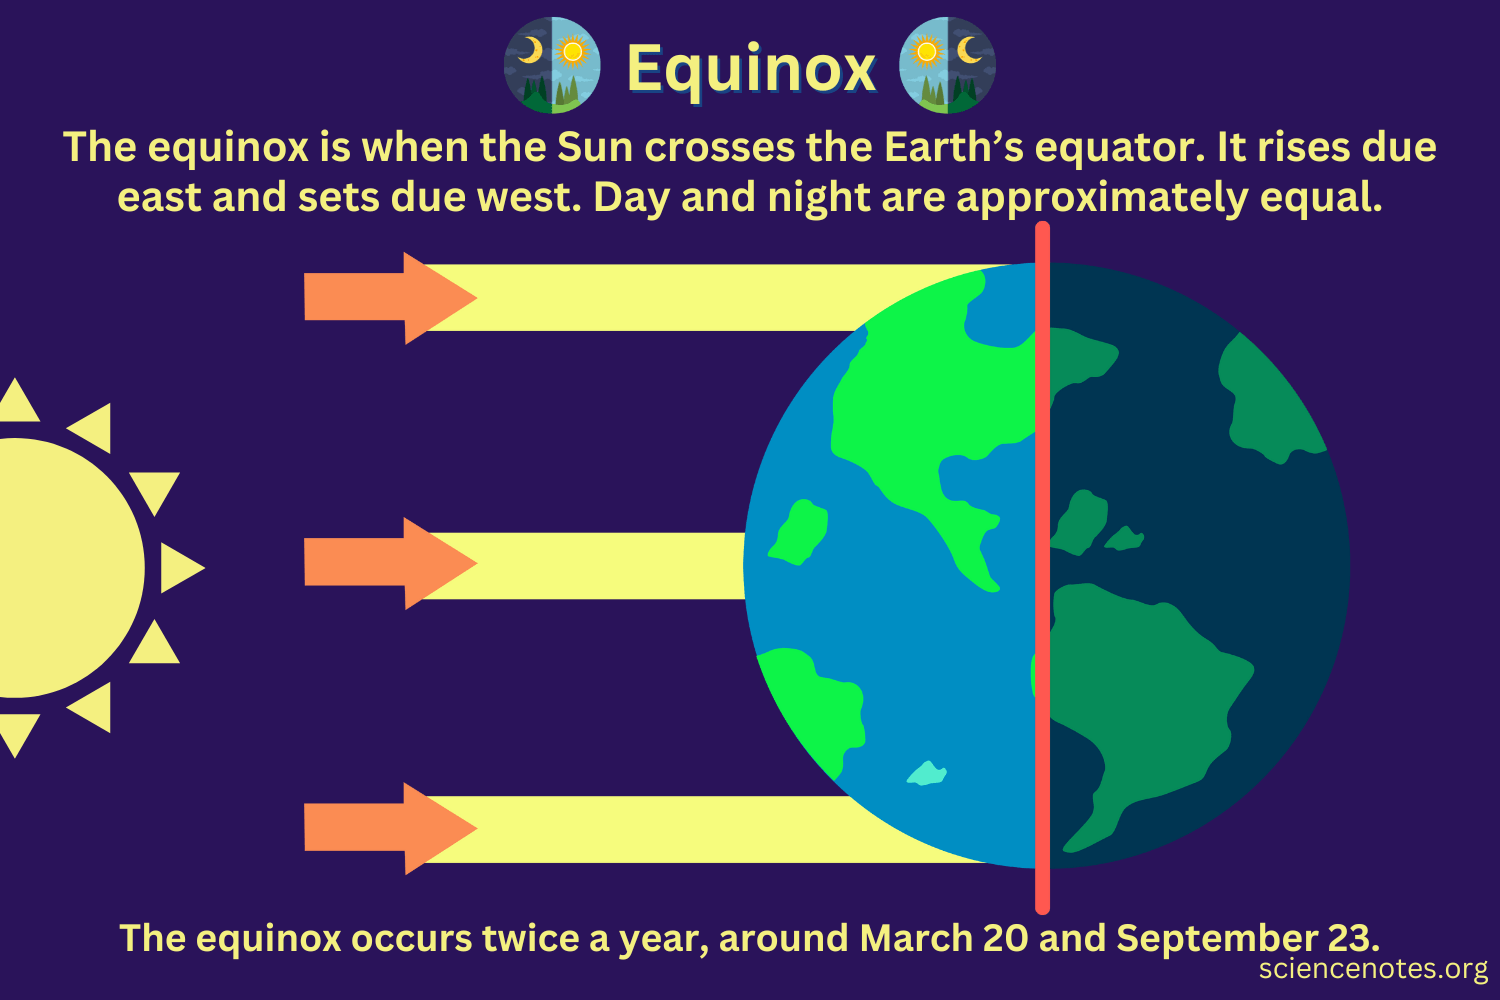 Equinox
The equinox is when the Sun crosses the Earth’s equator. It rises due
east and sets due west. Day and night are approximately equal.
The equinox occurs twice a year, around March 20 and September 23.
sciencenotes.org